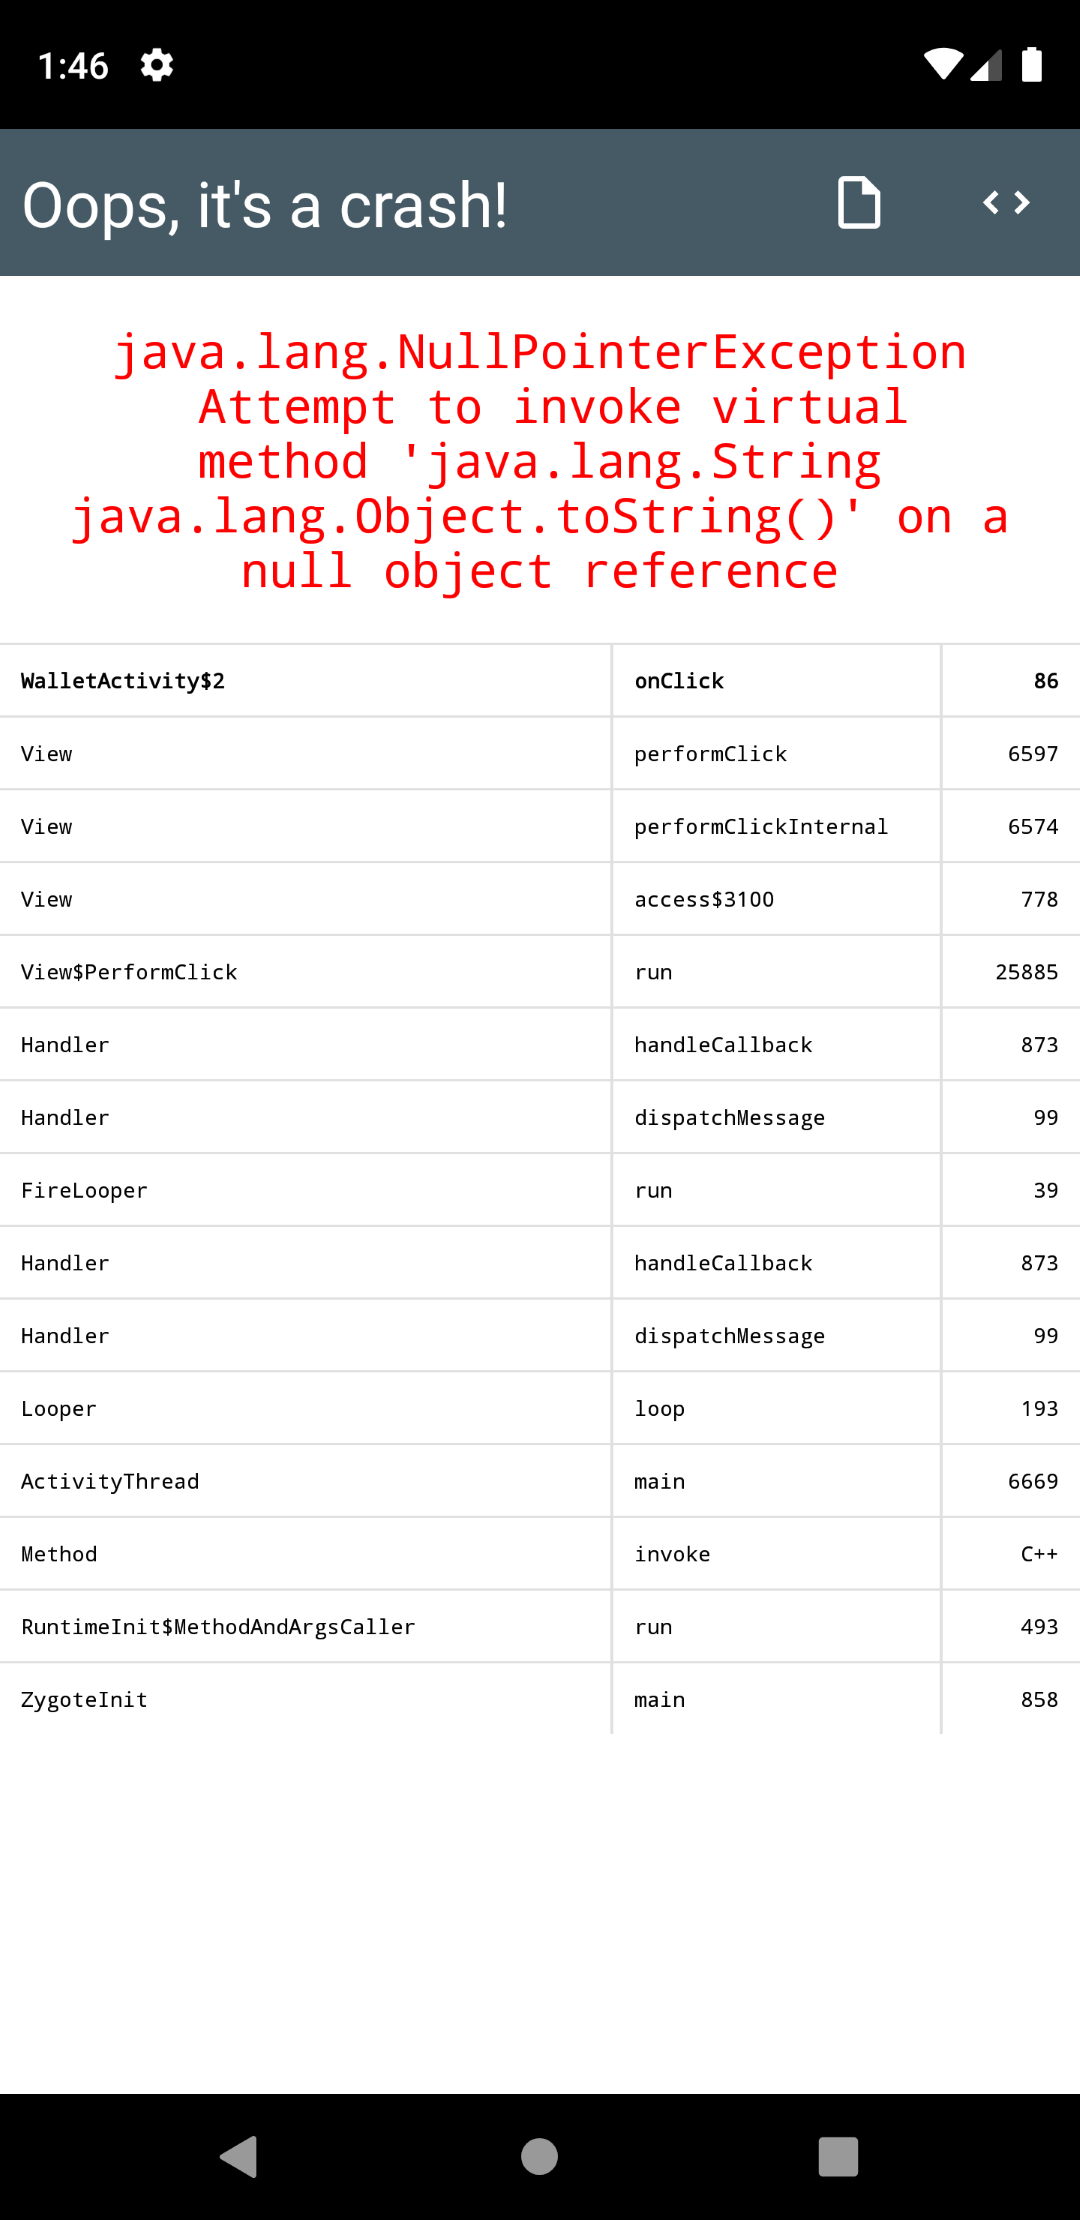 1:46
Oops, it's a crash!
java.lang.NullPointerException
Attempt to invoke virtual
method 'java.lang.String
java.lang.Object.toString()' on a
null object reference
WalletActivity$2 onClick 86
View performClick 6597
View performClickInternal 6574
View access$3100 778
View$PerformClick run 25885
Handler handleCallback 873
Handler dispatchMessage 99
FireLooper run 39
Handler handleCallback 873
Handler dispatchMessage 99
Looper loop 193
ActivityThread main 6669
Method invoke C++
RuntimeInit$MethodAndArgsCaller run 493
ZygoteInit main 858